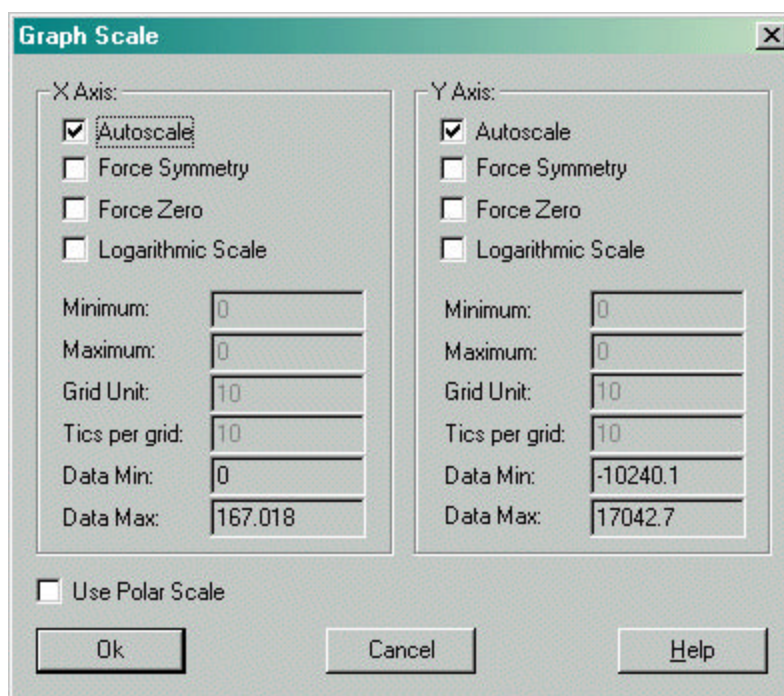 Graph Scale
X Axis:
Autoscale
Force Symmetry
Force Zero
Logarithmic Scale
Minimum: 0
Maximum: 0
Grid Unit: 10
Tics per grid: 10
Data Min: 0
Data Max: 167.018
Y Axis:
Autoscale
Force Symmetry
Force Zero
Logarithmic Scale
Minimum: 0
Maximum: 0
Grid Unit: 10
Tics per grid: 10
Data Min: -10240.1
Data Max: 17042.7
Use Polar Scale
Ok
Cancel
Help